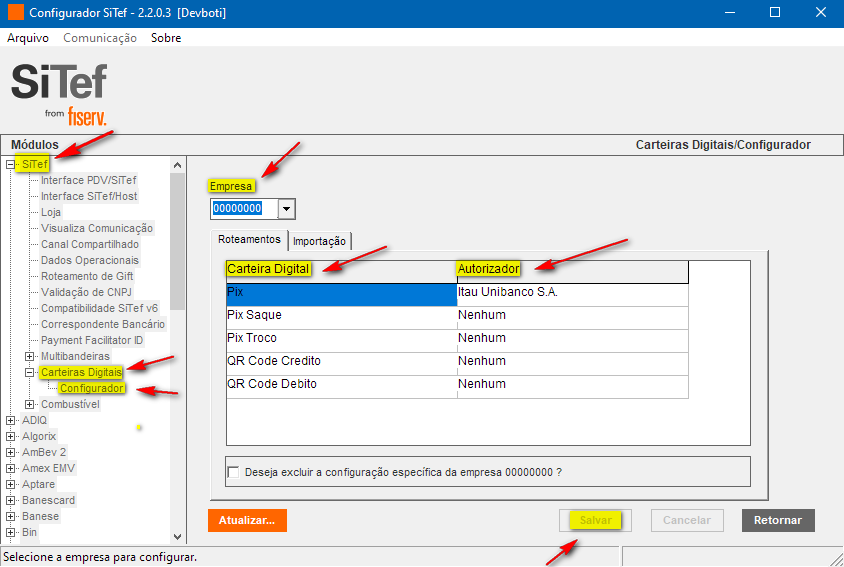 Configurador SiTef - 2.2.0.3 [Devboti]
Arquivo Comunicação Sobre
SiTef
from fiserv.
Módulos Carteiras Digitais/Configurador
SiTef
Interface PDV/SiTef
Interface SiTef/Host
Loja
Visualiza Comunicação
Canal Compartilhado
Dados Operacionais
Roteamento de Gift
Validação de CNPJ
Compatibilidade SiTef v6
Correspondente Bancário
Payment Facilitator ID
Multibandeiras
Carteiras Digitais
Configurador
Combustível
ADIQ
Algorix
AmBev 2
Amex EMV
Aptare
Banescard
Banese
Bin
Empresa
00000000
Roteamentos Importação
Carteira Digital Autorizador
Pix Itau Unibanco S.A.
Pix Saque Nenhum
Pix Troco Nenhum
QR Code Credito Nenhum
QR Code Debito Nenhum
Deseja excluir a configuração específica da empresa 00000000 ?
Atualizar... Salvar Cancelar Retornar
Selecione a empresa para configurar.